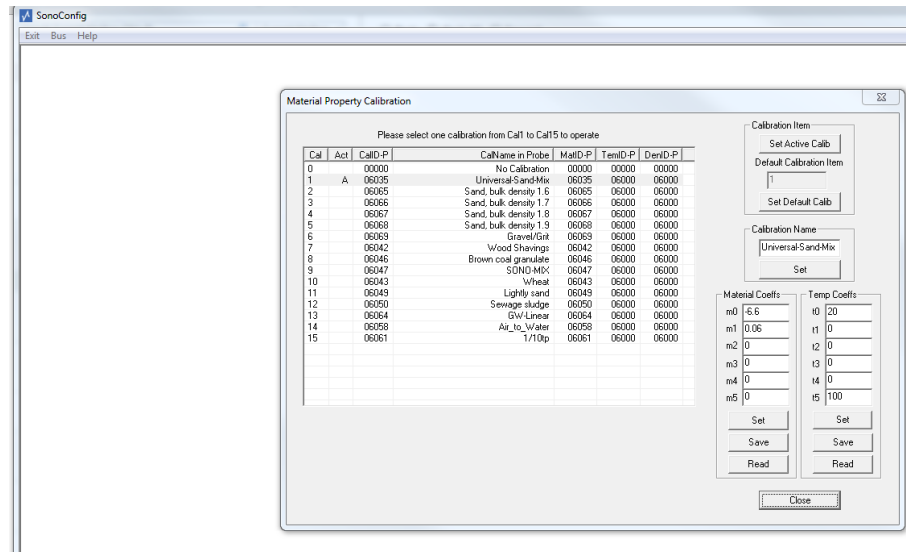 SonoConfig
Exit Bus Help
Material Property Calibration
Please select one calibration from Cal1 to Cal15 to operate
Cal Act CalID-P CalName in Probe MatID-P TemID-P DenID-P
0 00000 No Calibration 00000 00000 00000
1 A 06035 Universal-Sand-Mix 06035 06000 06000
2 06065 Sand, bulk density 1.6 06065 06000 06000
3 06066 Sand, bulk density 1.7 06066 06000 06000
4 06067 Sand, bulk density 1.8 06067 06000 06000
5 06068 Sand, bulk density 1.9 06068 06000 06000
6 06069 Gravel/Grit 06069 06000 06000
7 06042 Wood Shavings 06042 06000 06000
8 06046 Brown coal granulate 06046 06000 06000
9 06047 SONO-MIX 06047 06000 06000
10 06043 Wheat 06043 06000 06000
11 06049 Lightly sand 06049 06000 06000
12 06050 Sewage sludge 06050 06000 06000
13 06064 GW-Linear 06064 06000 06000
14 06058 Air_to_Water 06058 06000 06000
15 06061 1/10tp 06061 06000 06000
Calibration Item
Set Active Calib
Default Calibration Item
1
Set Default Calib
Calibration Name
Universal-Sand-Mix
Set
Material Coeffs Temp Coeffs
m0 -6.6 t0 20
m1 0.06 t1 0
m2 0 t2 0
m3 0 t3 0
m4 0 t4 0
m5 0 t5 100
Set Set
Save Save
Read Read
Close